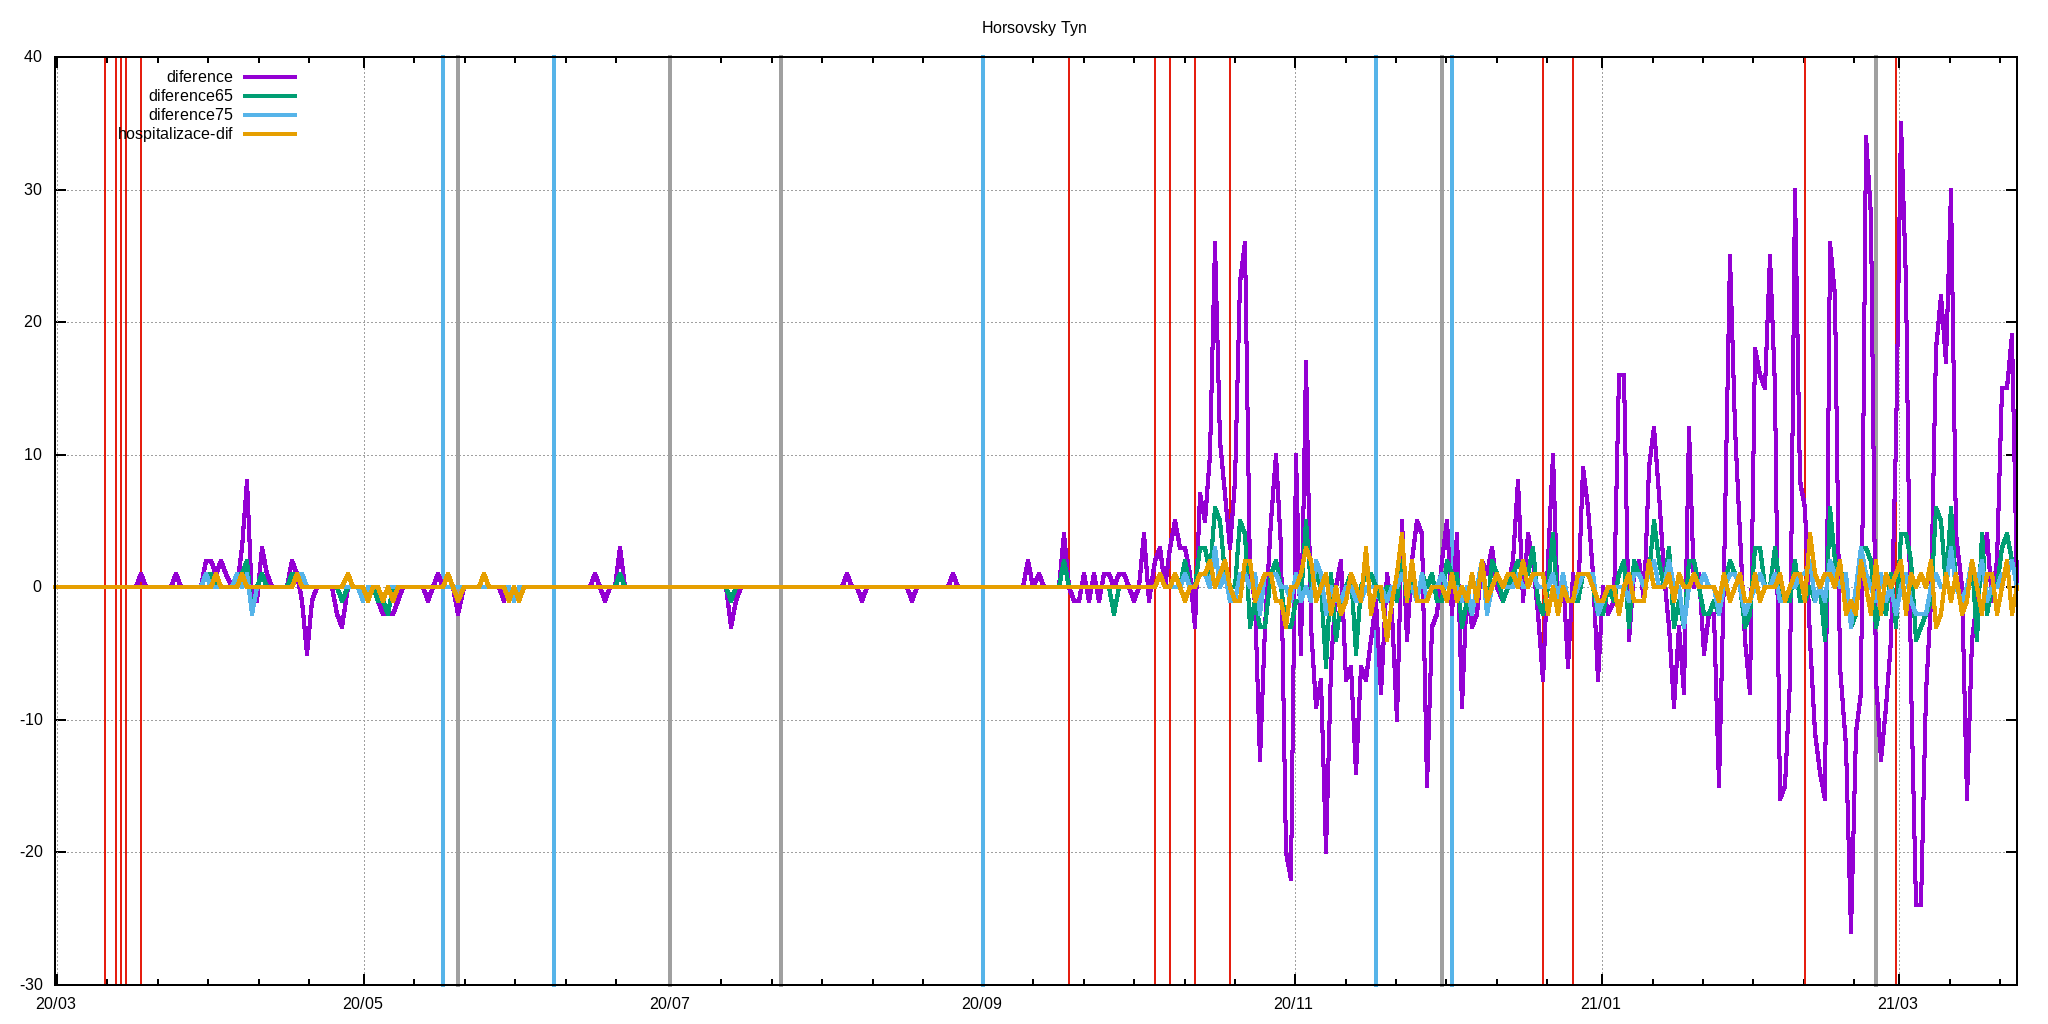 Horsovsky Tyn
diference
diference65
diference75
hospitalizace-dif
40
30
20
10
0
-10
-20
-30
20/03 20/05 20/07 20/09 20/11 21/01 21/03